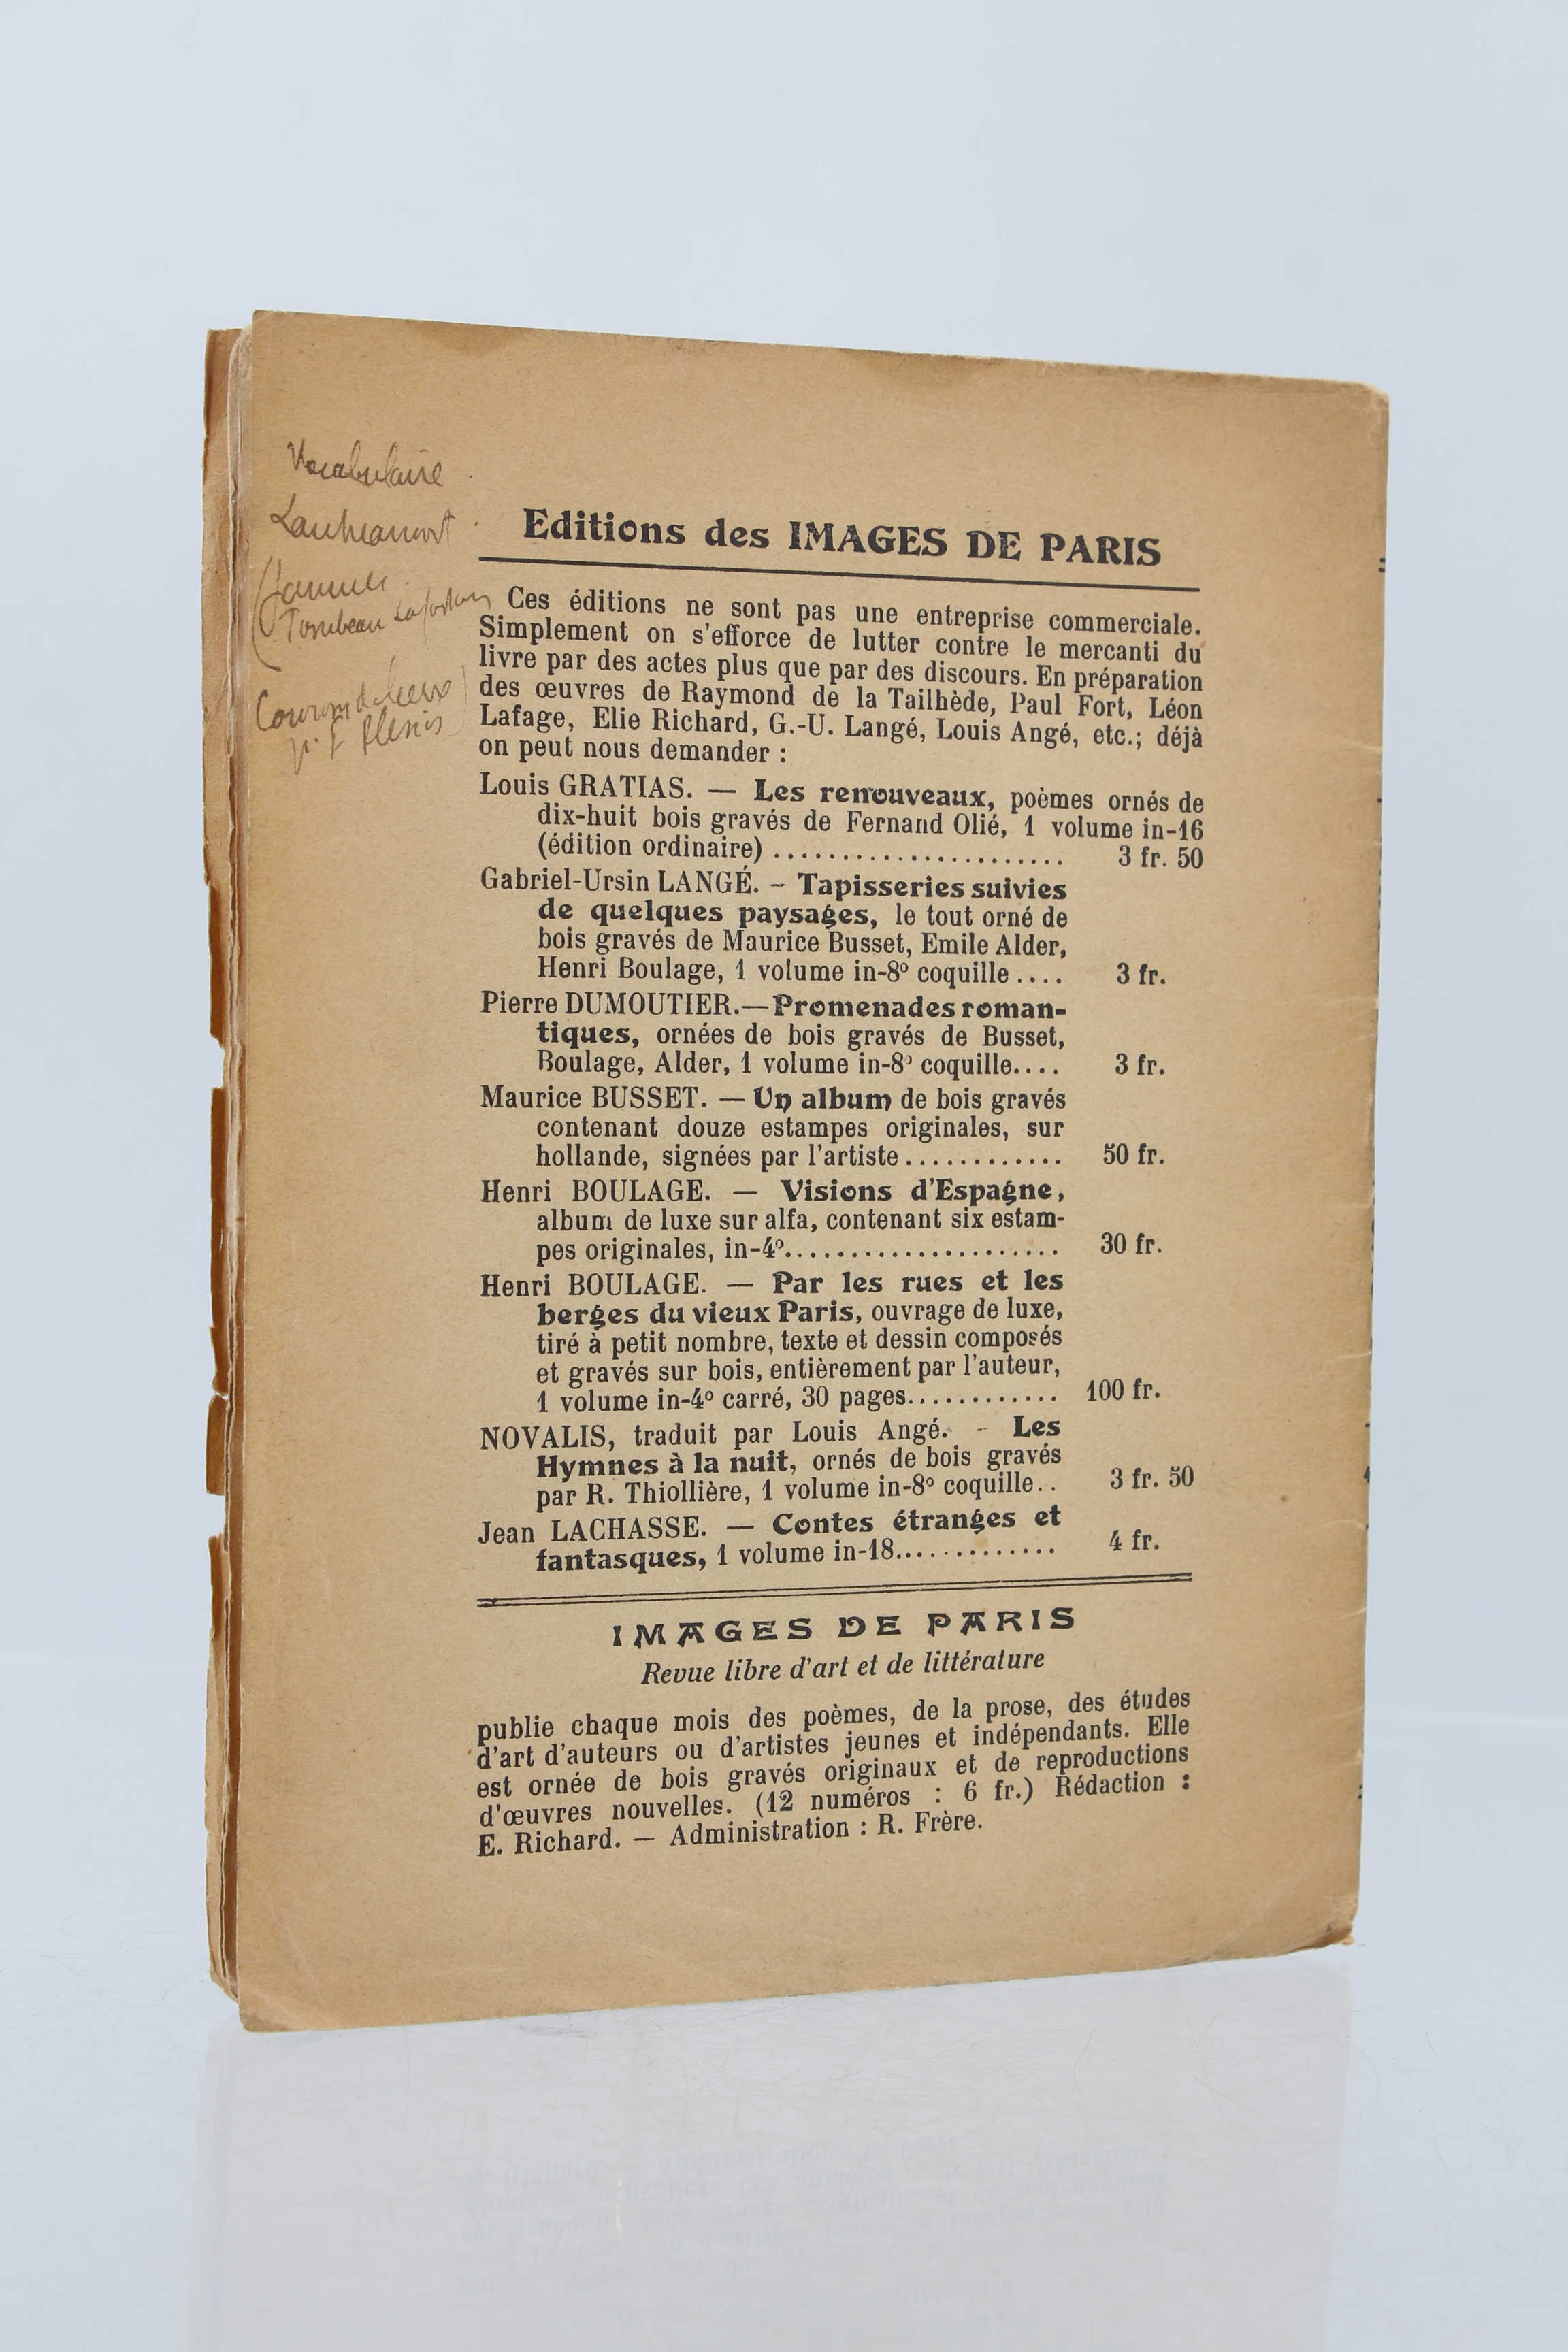 Vocabulaire
Lautréamont
Tombeau
Editions des IMAGES DE PARIS
Ces éditions ne sont pas une entreprise commerciale.
Simplement on s'efforce de lutter contre le mercanti du
livre par des actes plus que par des discours. En préparation
des œuvres de Raymond de la Tailhède, Paul Fort, Léon
Lafage, Elie Richard, G.-U. Langé, Louis Angé, etc.; déjà
on peut nous demander :
Louis GRATIAS. — Les renouveaux, poèmes ornés de
dix-huit bois gravés de Fernand Olié, 1 volume in-16
(édition ordinaire) ...................... 3 fr. 50
Gabriel-Ursin LANGÉ. – Tapisseries suivies
de quelques paysages, le tout orné de
bois gravés de Maurice Busset, Emile Alder,
Henri Boulage, 1 volume in-8º coquille .... 3 fr.
Pierre DUMOUTIER.—Promenades roman-
tiques, ornées de bois gravés de Busset,
Boulage, Alder, 1 volume in-8º coquille.... 3 fr.
Maurice BUSSET. — Un album de bois gravés
contenant douze estampes originales, sur
hollande, signées par l'artiste ............ 50 fr.
Henri BOULAGE. — Visions d'Espagne,
album de luxe sur alfa, contenant six estam-
pes originales, in-4º..................... 30 fr.
Henri BOULAGE. — Par les rues et les
berges du vieux Paris, ouvrage de luxe,
tiré à petit nombre, texte et dessin composés
et gravés sur bois, entièrement par l'auteur,
1 volume in-4º carré, 30 pages............ 100 fr.
NOVALIS, traduit par Louis Angé. - Les
Hymnes à la nuit, ornés de bois gravés
par R. Thiollière, 1 volume in-8º coquille.. 3 fr. 50
Jean LACHASSE. — Contes étranges et
fantasques, 1 volume in-18............. 4 fr.
IMAGES DE PARIS
Revue libre d'art et de littérature
publie chaque mois des poèmes, de la prose, des études
d'art d'auteurs ou d'artistes jeunes et indépendants. Elle
est ornée de bois gravés originaux et de reproductions
d'œuvres nouvelles. (12 numéros : 6 fr.) Rédaction :
E. Richard. — Administration : R. Frère.